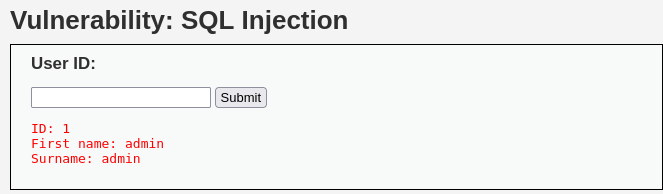 Vulnerability: SQL Injection
User ID:
Submit
ID: 1
First name: admin
Surname: admin